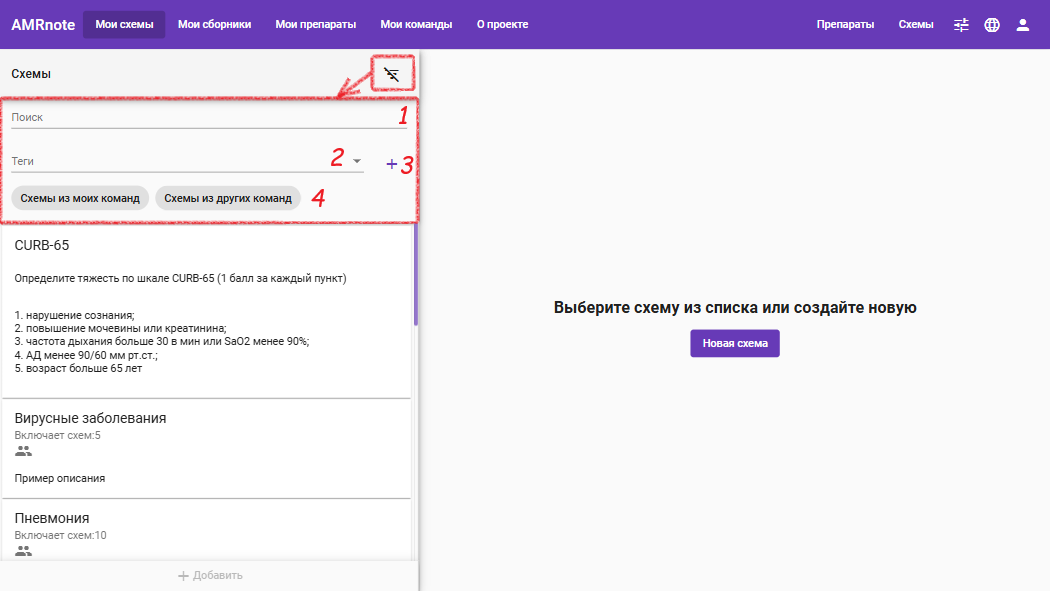 AMRnote Мои схемы Мои сборники Мои препараты Мои команды О проекте Препараты Схемы
Схемы
Поиск 1
Теги 2 + 3
Схемы из моих команд Схемы из других команд 4
CURB-65
Определите тяжесть по шкале CURB-65 (1 балл за каждый пункт)
1. нарушение сознания;
2. повышение мочевины или креатинина;
3. частота дыхания больше 30 в мин или SaO2 менее 90%;
4. АД менее 90/60 мм рт.ст.;
5. возраст больше 65 лет
Вирусные заболевания
Включает схем:5
Пример описания
Пневмония
Включает схем:10
+ Добавить
Выберите схему из списка или создайте новую
Новая схема